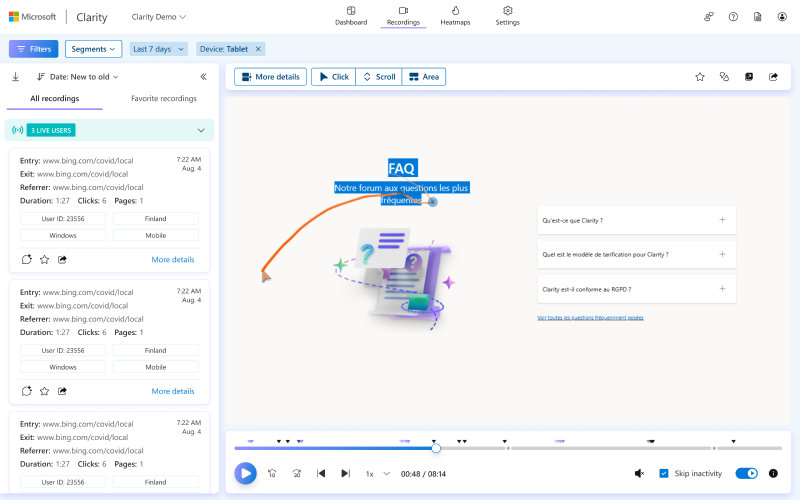 Microsoft
Clarity
Clarity Demo
Dashboard
Recordings
Heatmaps
Settings
Filters
Segments
Last 7 days
Device: Tablet
Date: New to old
All recordings
Favorite recordings
3 LIVE USERS
Entry: www.bing.com/covid/local
7:22 AM
Exit: www.bing.com/covid/local
Aug. 4
Referrer: www.bing.com/covid/local
Duration: 1:27 Clicks: 6 Pages: 1
User ID: 23556
Finland
Windows
Mobile
More details
Entry: www.bing.com/covid/local
7:22 AM
Exit: www.bing.com/covid/local
Aug. 4
Referrer: www.bing.com/covid/local
Duration: 1:27 Clicks: 6 Pages: 1
User ID: 23556
Finland
Windows
Mobile
More details
Entry: www.bing.com/covid/local
7:22 AM
Exit: www.bing.com/covid/local
Aug. 4
Referrer: www.bing.com/covid/local
Duration: 1:27 Clicks: 6 Pages: 1
User ID: 23556
Finland
More details
Click
Scroll
Area
FAQ
Notre forum aux questions les plus
fréquentes
Qu'est-ce que Clarity ?
Quel est le modèle de tarification pour Clarity ?
Clarity est-il conforme au RGPD ?
Voir toutes les questions fréquemment posées
10
30
1x
00:48 / 08:14
Skip inactivity